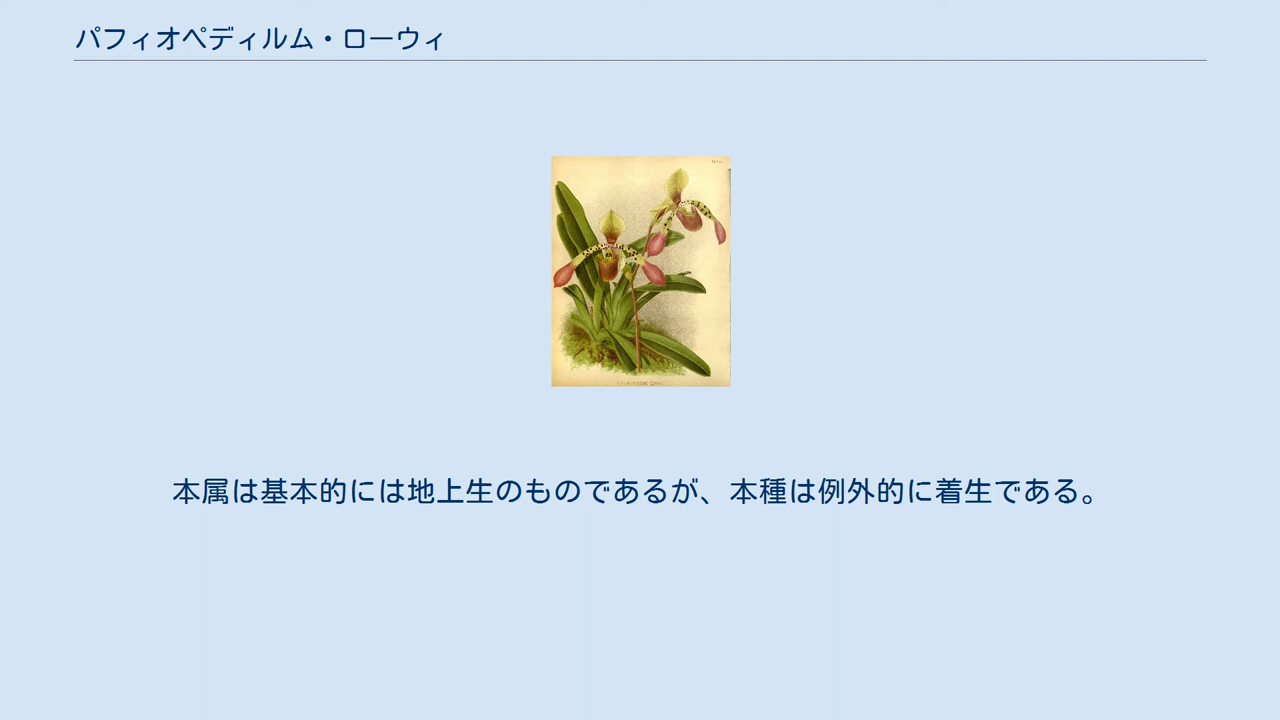 パフィオペディルム・ローウィ
本属は基本的には地上生のものであるが、本種は例外的に着生である。